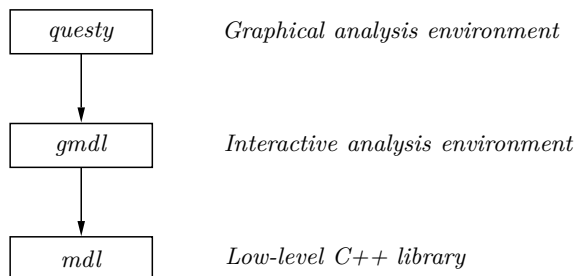 questy Graphical analysis environment
gmdl Interactive analysis environment
mdl Low-level C++ library